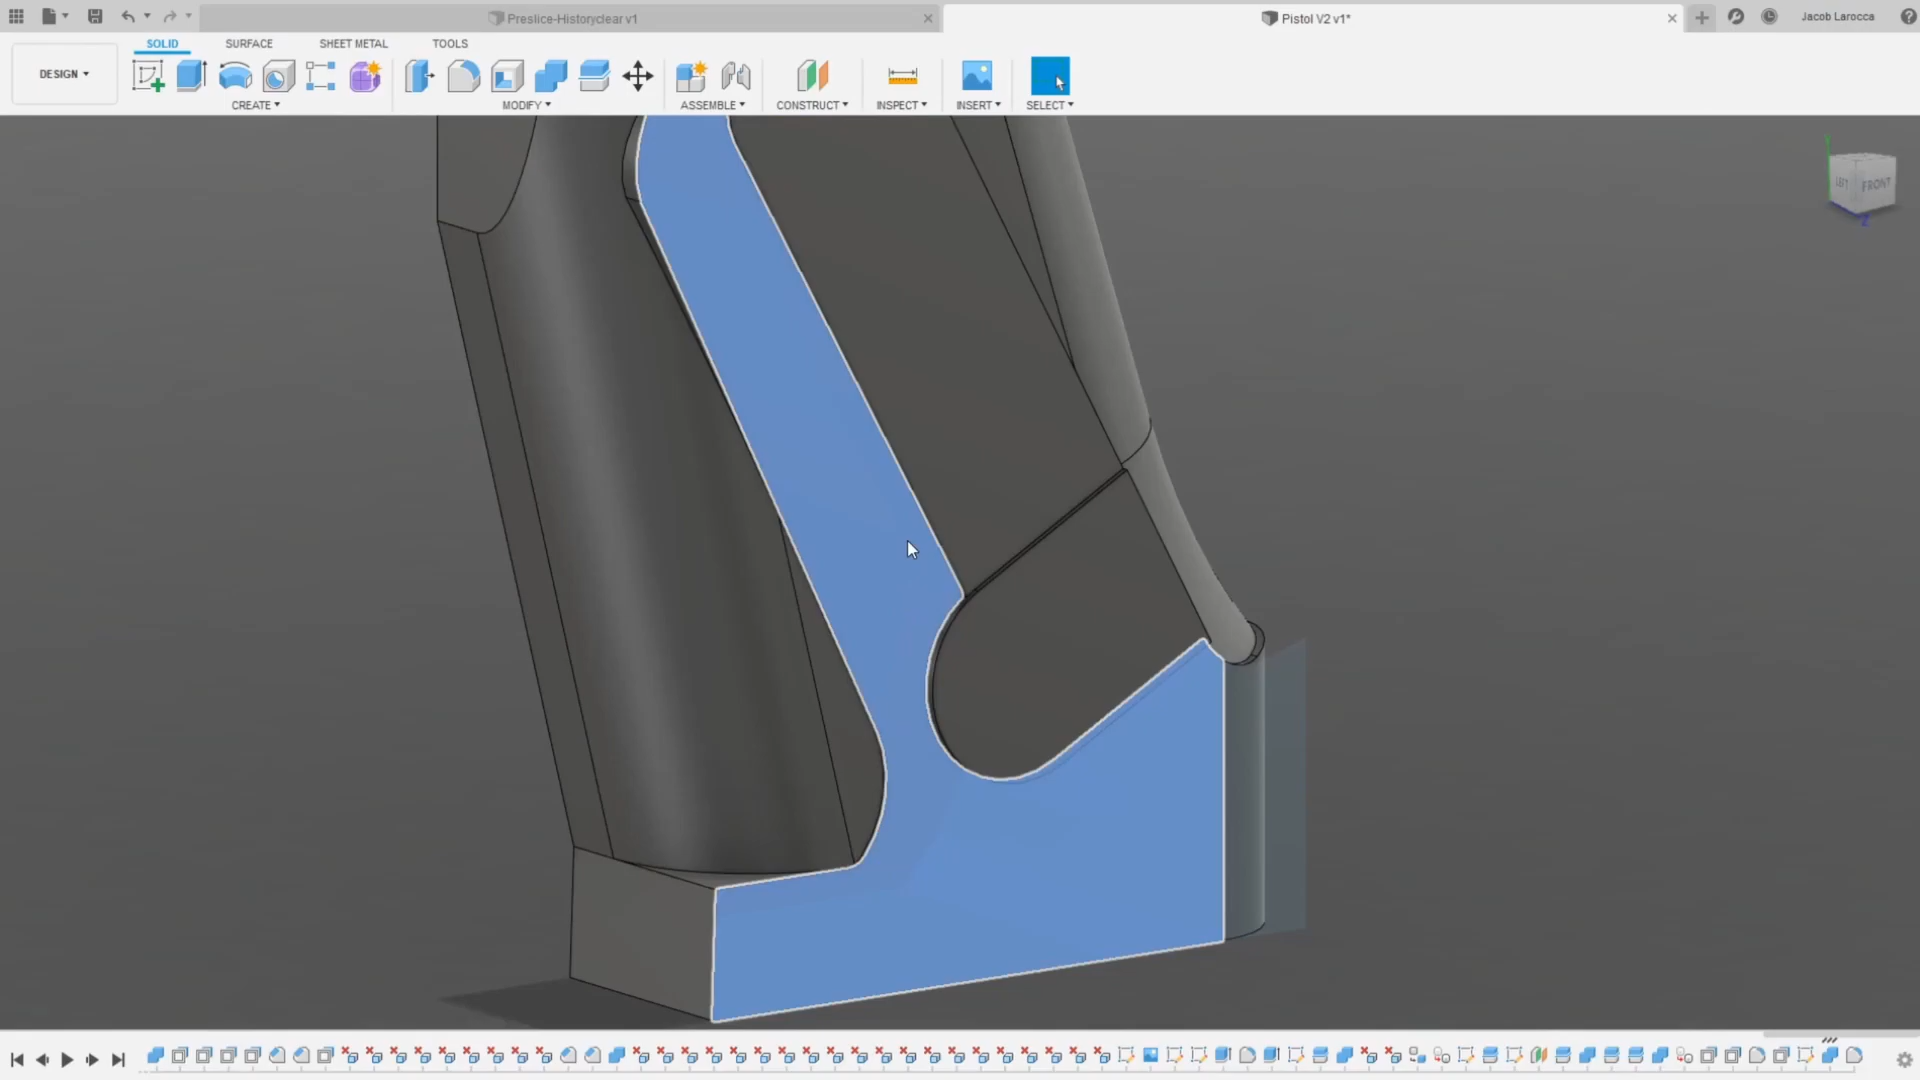 Preslice-Historyclear v1
Pistol V2 v1*
Jacob Larocca
DESIGN
SOLID SURFACE SHEET METAL TOOLS
CREATE MODIFY ASSEMBLE CONSTRUCT INSPECT INSERT SELECT
FRONT
Z